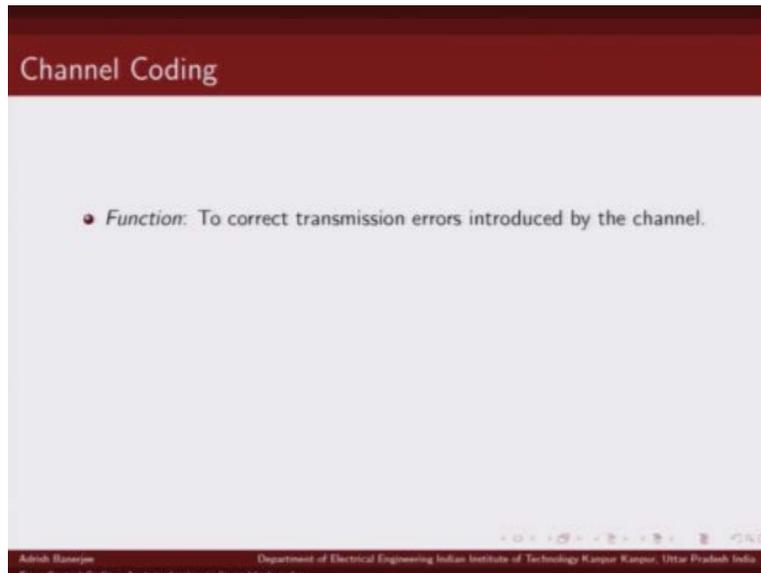 Channel Coding
Function: To correct transmission errors introduced by the channel.
Adrish Banerjee Department of Electrical Engineering Indian Institute of Technology Kanpur Kanpur, Uttar Pradesh India